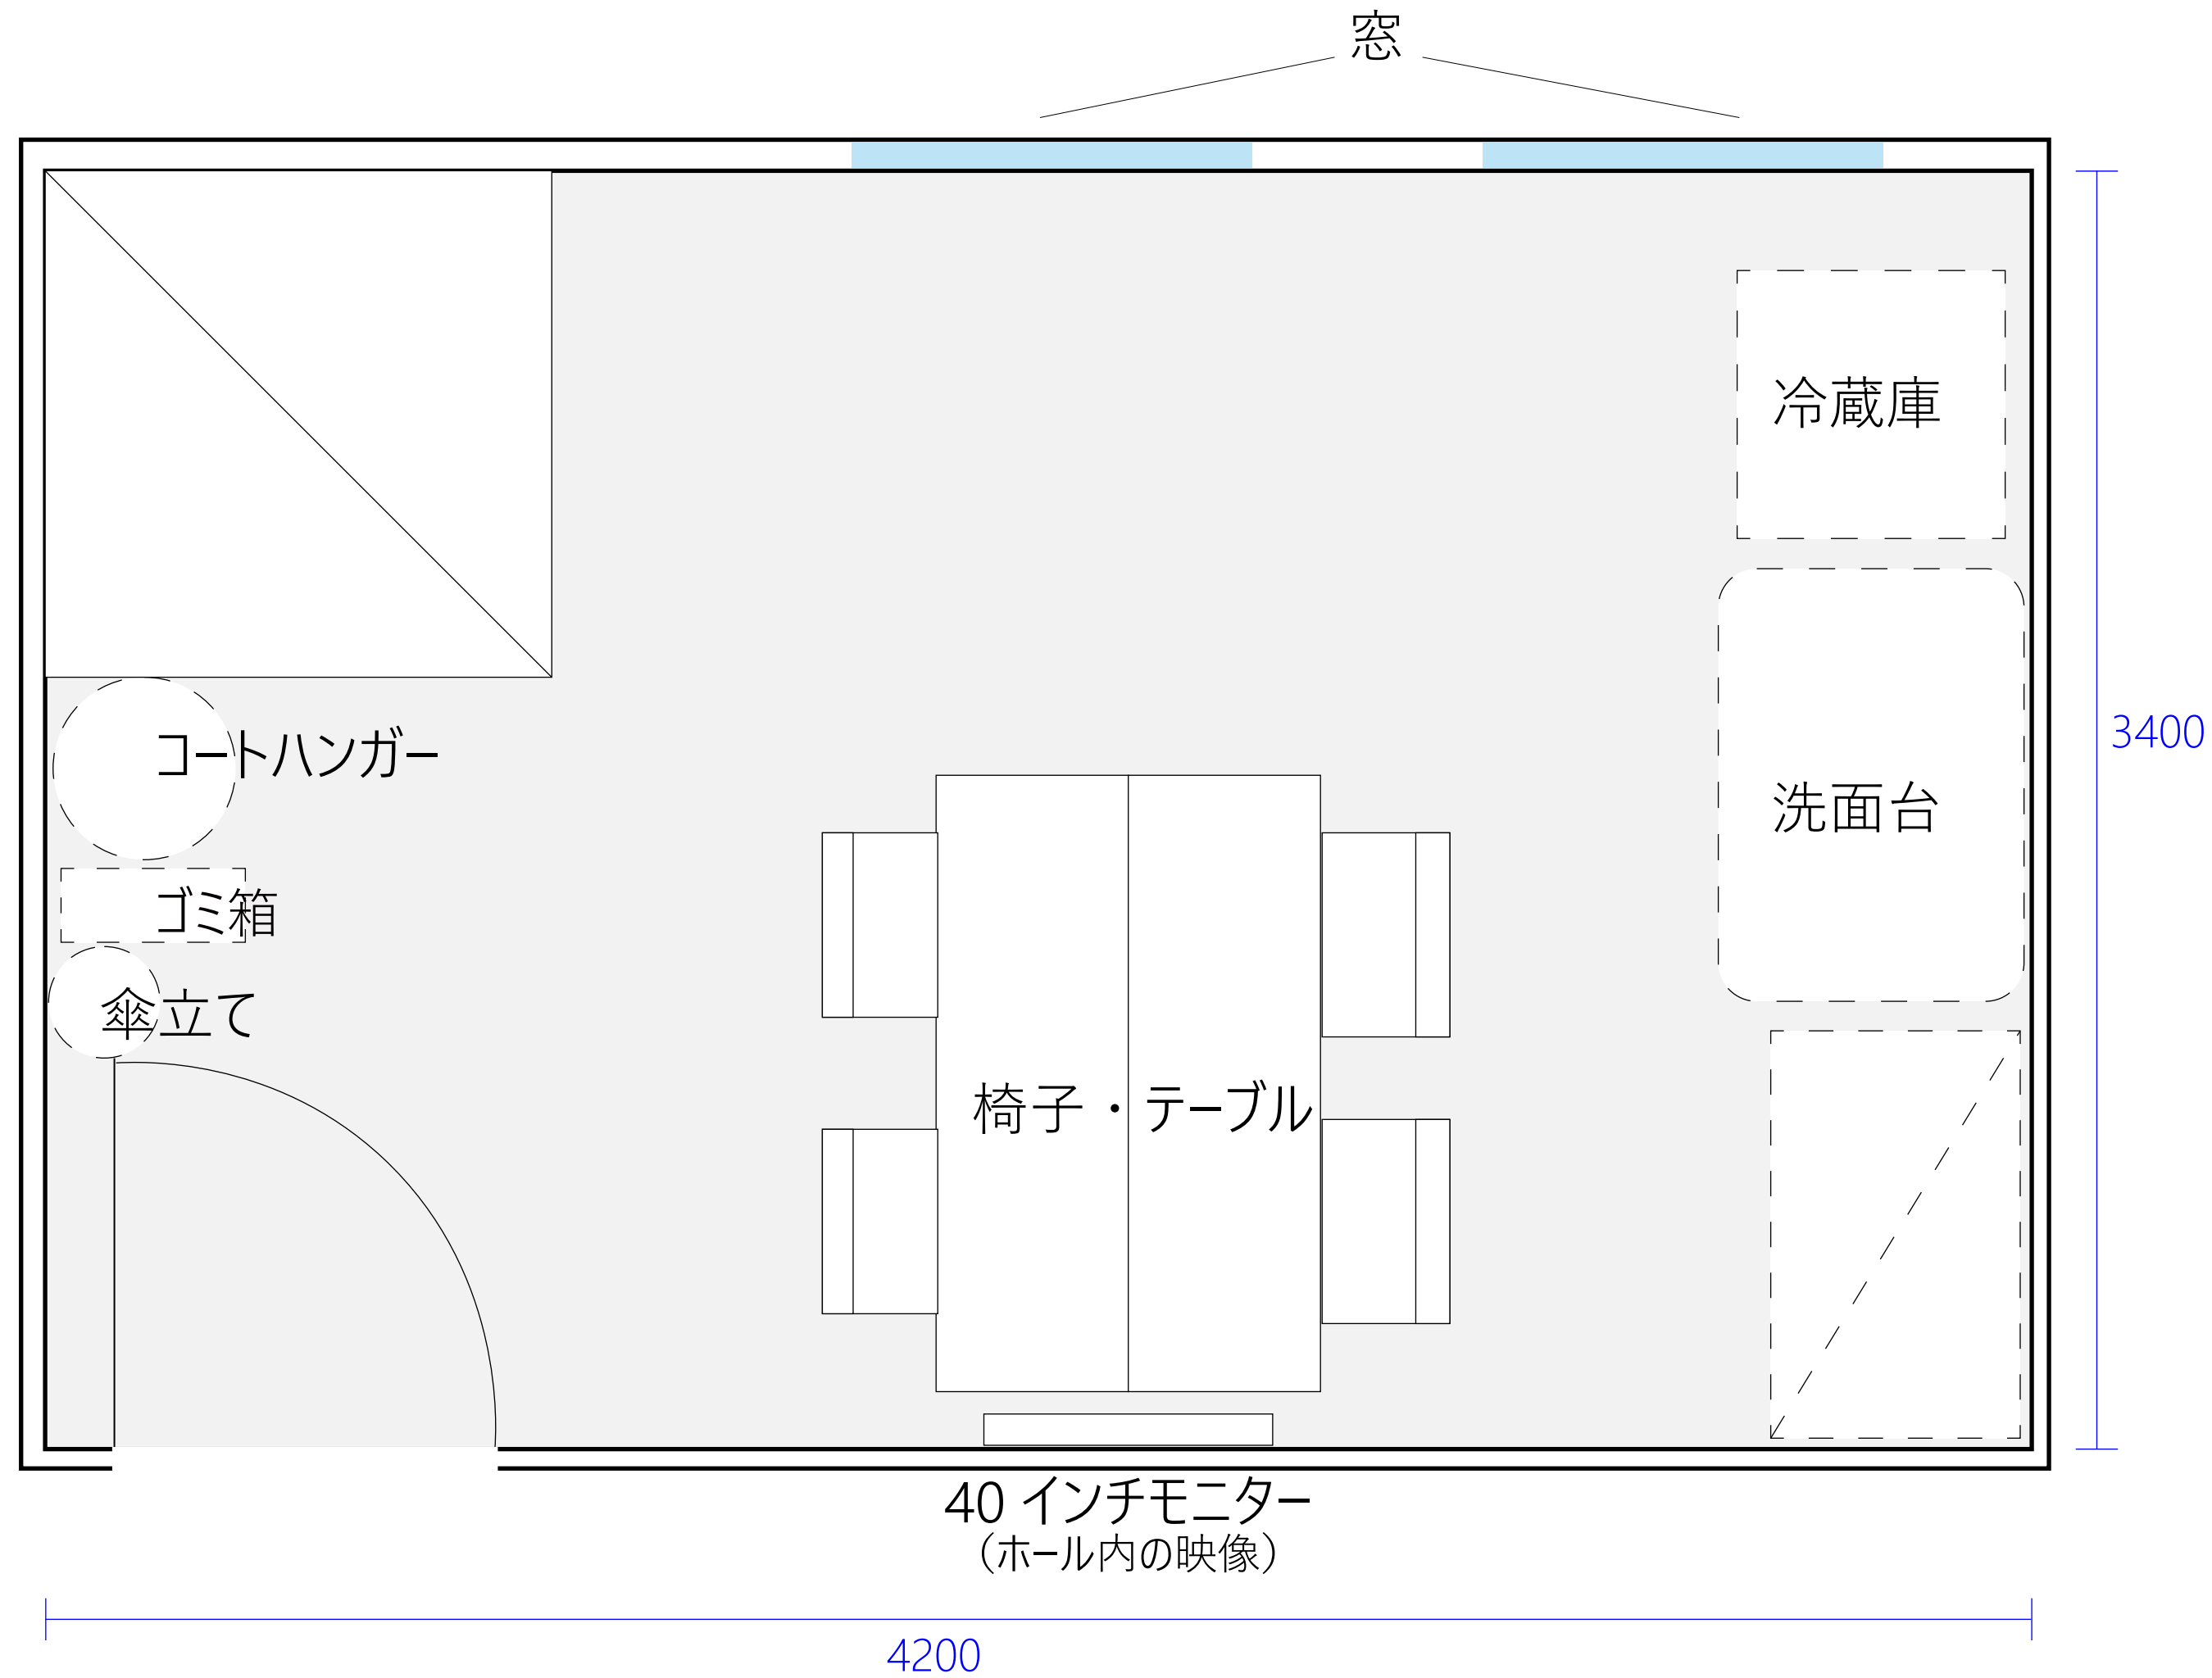 窓
冷蔵庫
コートハンガー
3400
洗面台
ゴミ箱
傘立て
椅子・テーブル
40 インチモニター
（ホール内の映像）
4200